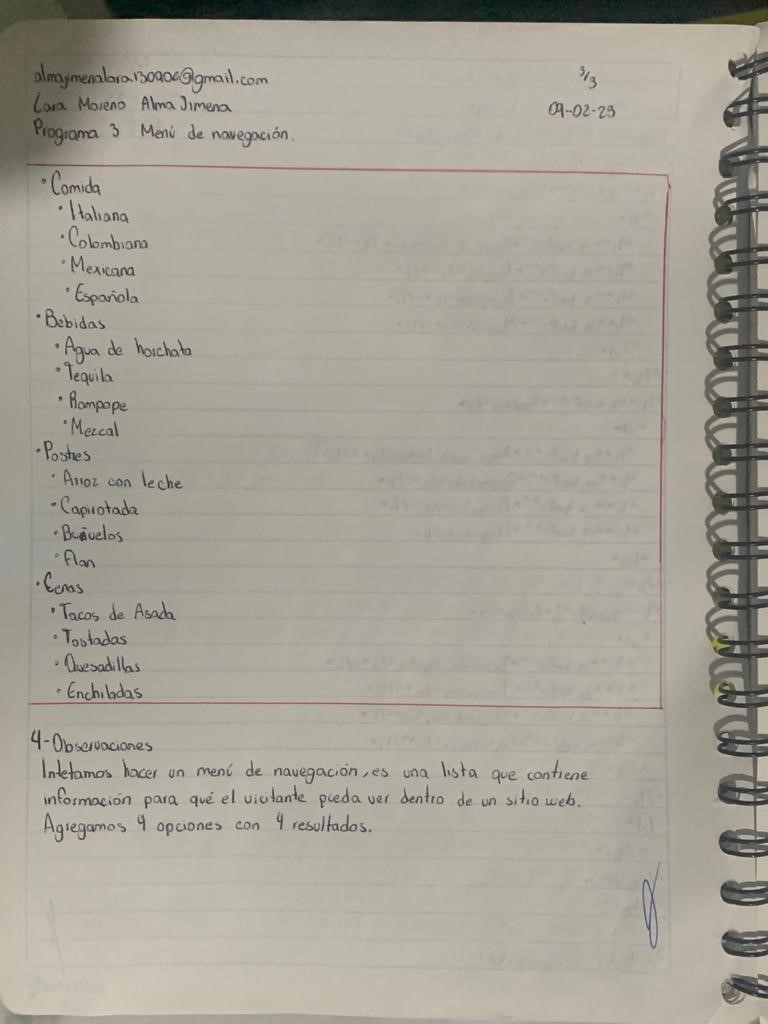 almajimenalara130906@gmail.com
3/3
Lara Moreno Alma Jimena
09-02-23
Programa 3 Menú de navegación.
• Comida
• Italiana
• Colombiana
• Mexicana
• Española
• Bebidas
• Agua de horchata
• Tequila
• Rompope
• Mezcal
• Postres
• Arroz con leche
• Capirotada
• Buñuelos
• Flan
• Cenas
• Tacos de Asada
• Tostadas
• Quesadillas
• Enchiladas
4-Observaciones
Intetamos hacer un menú de navegación, es una lista que contiene
información para qué el vicitante pueda ver dentro de un sitio web.
Agregamos 4 opciones con 4 resultados.